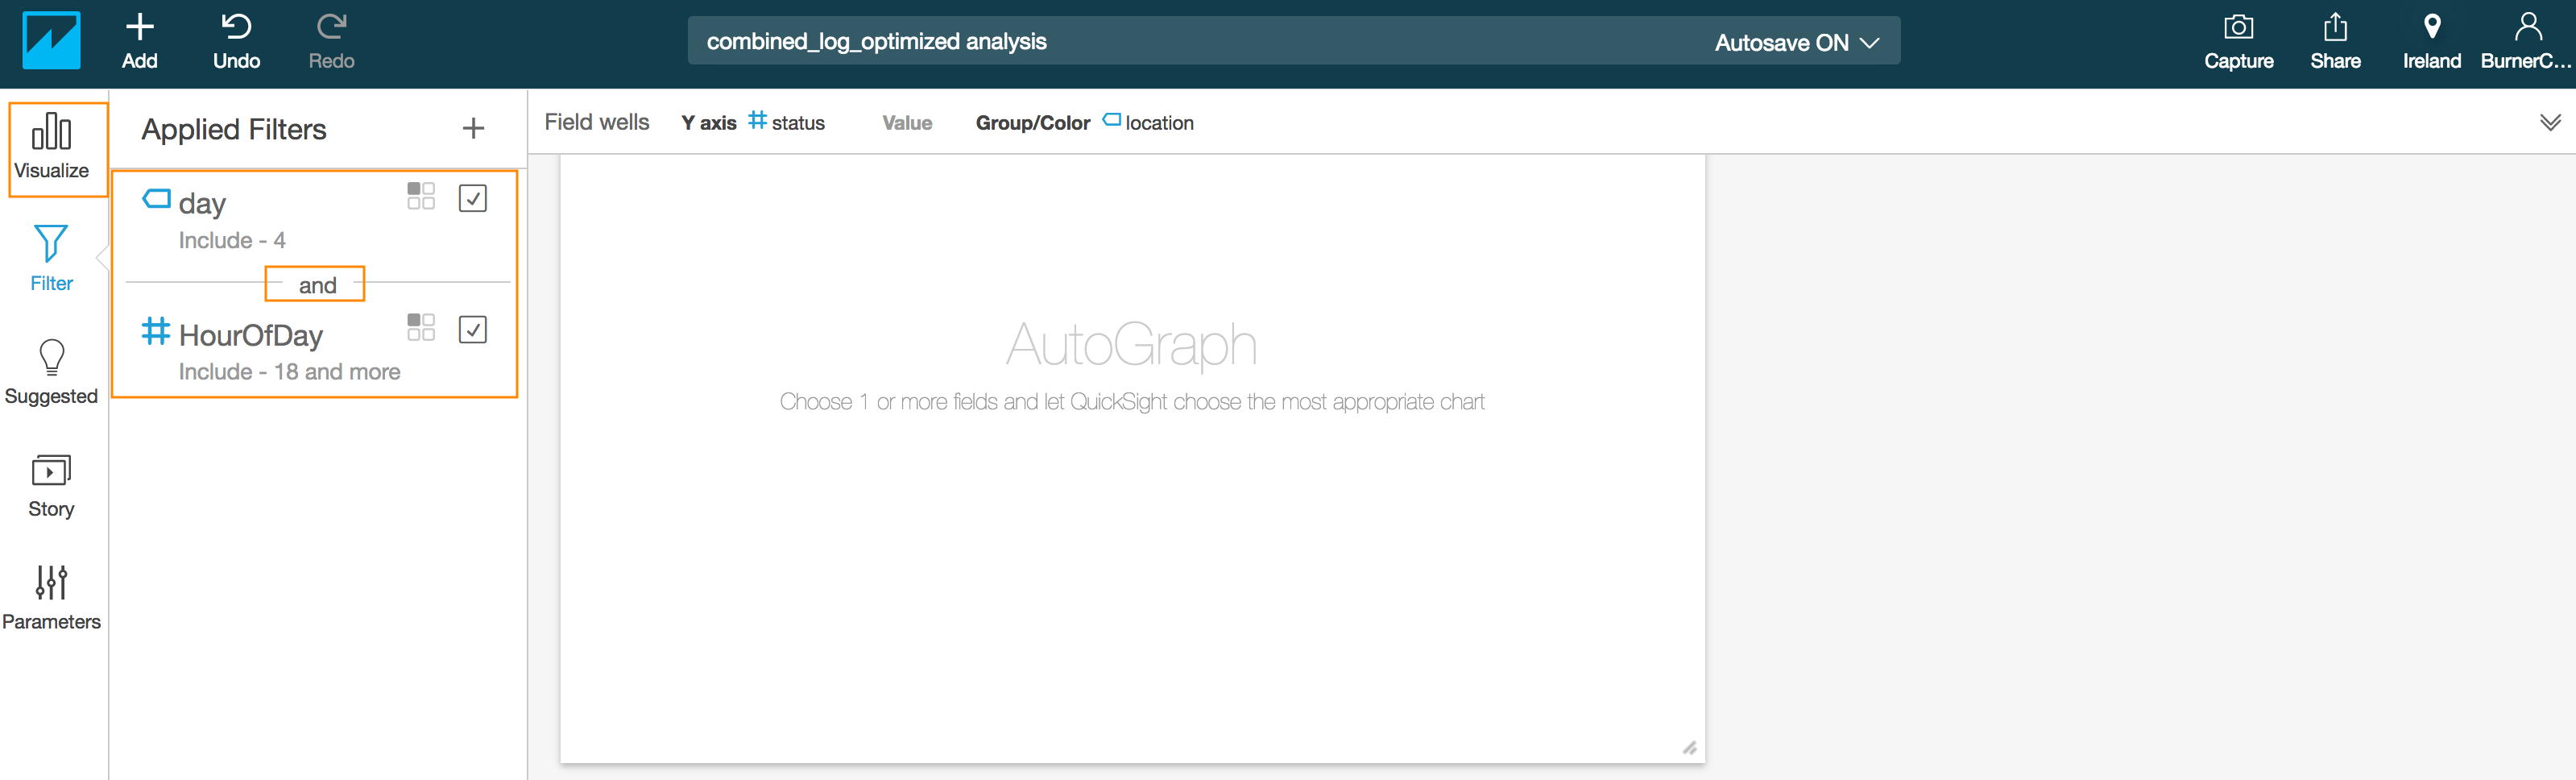 Add
Undo
Redo
combined_log_optimized analysis
Autosave ON
Capture
Share
Ireland
BurnerC...
Visualize
Filter
Suggested
Story
Parameters
Applied Filters
day
Include - 4
and
HourOfDay
Include - 18 and more
Field wells Y axis status Value Group/Color location
AutoGraph
Choose 1 or more fields and let QuickSight choose the most appropriate chart